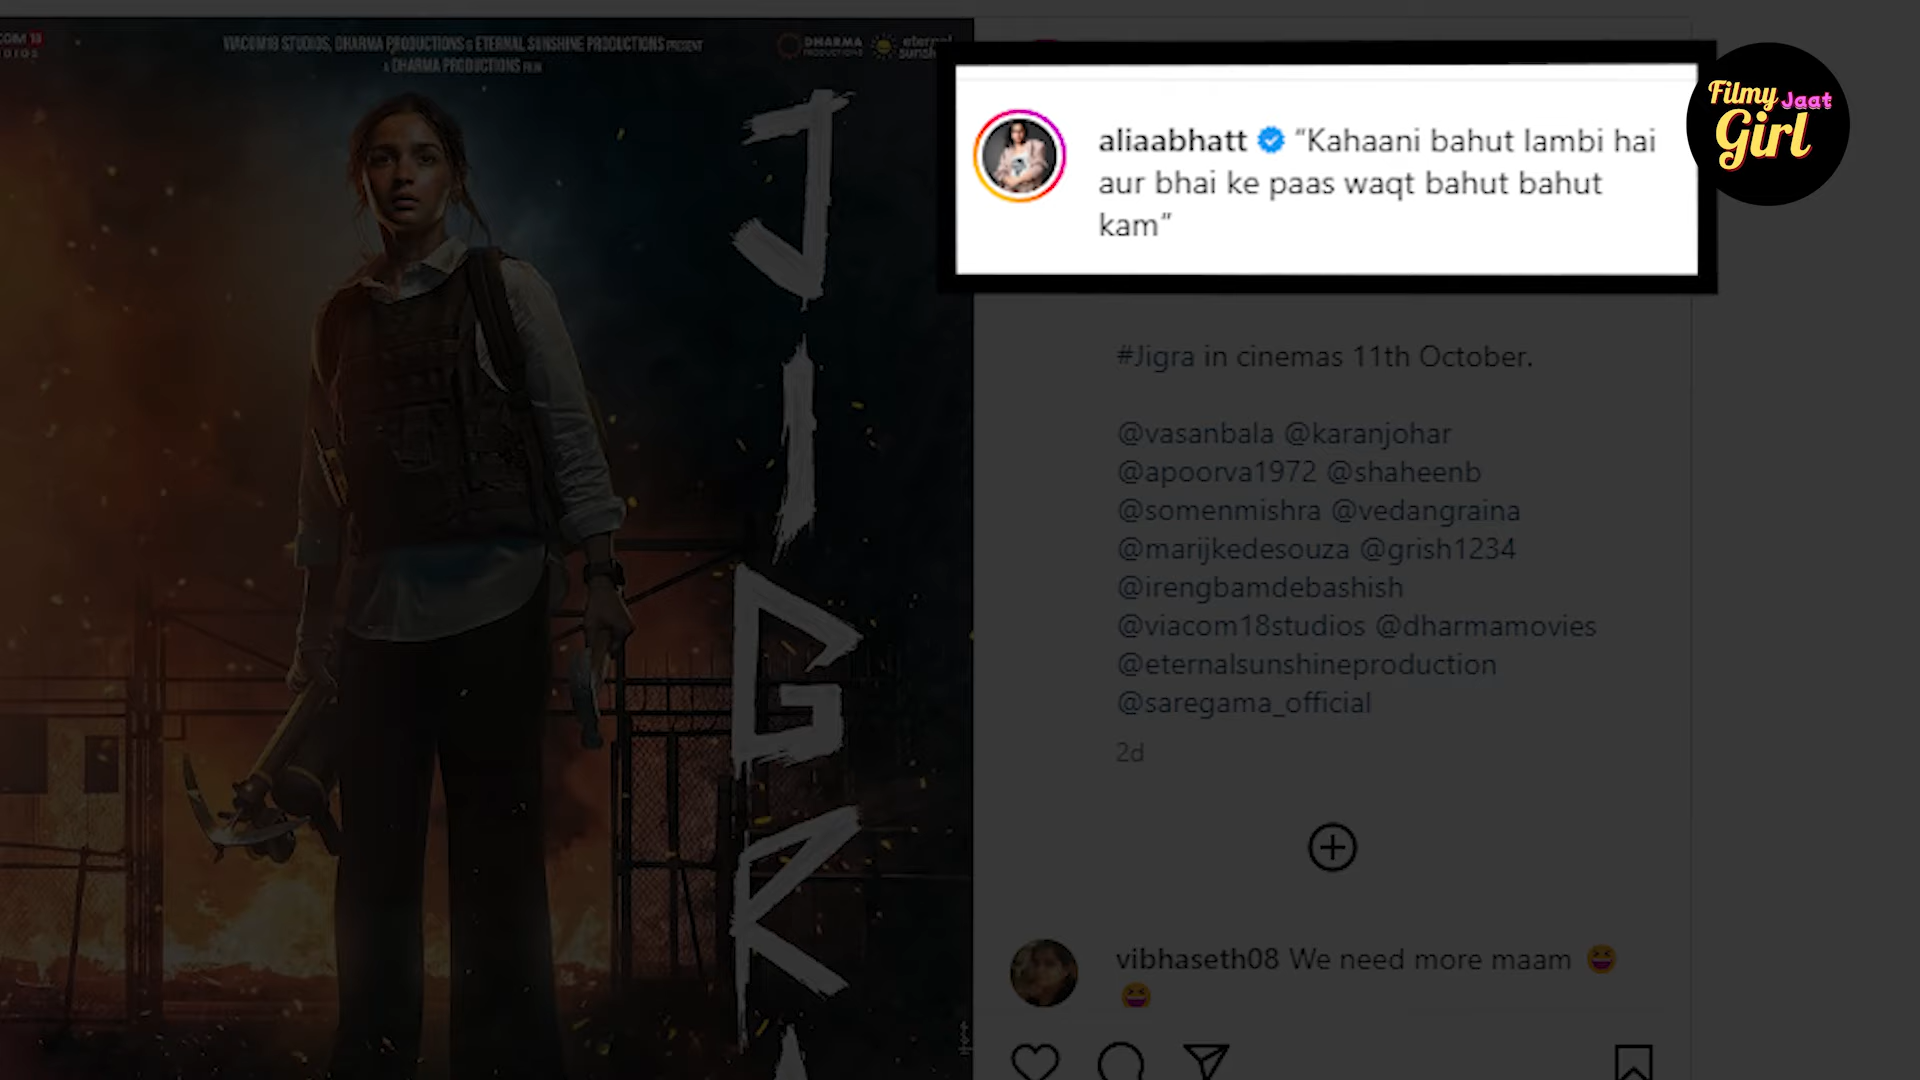 VIACOM18 STUDIOS, DHARMA PRODUCTIONS & ETERNAL SUNSHINE PRODUCTIONS PRESENT
A DHARMA PRODUCTIONS FILM
DHARMA
PRODUCTIONS
JIGRA
aliaabhatt “Kahaani bahut lambi hai
aur bhai ke paas waqt bahut bahut
kam”
Filmy Jaat
Girl
#Jigra in cinemas 11th October.
@vasanbala @karanjohar
@apoorva1972 @shaheenb
@somenmishra @vedangraina
@marijkedesouza @grish1234
@irengbamdebashish
@viacom18studios @dharmamovies
@eternalsunshineproduction
@saregama_official
2d
vibhaseth08 We need more maam 😆
😆